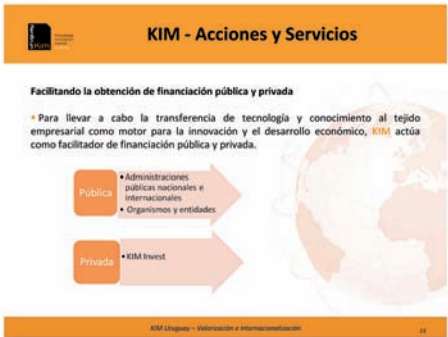 KIM - Acciones y Servicios
Facilitando la obtención de financiación pública y privada
Para llevar a cabo la transferencia de tecnología y conocimiento al tejido
empresarial como motor para la innovación y el desarrollo económico, KIM actúa
como facilitador de financiación pública y privada.
Pública
• Administraciones
públicas nacionales e
internacionales
• Organismos y entidades
Privada
• KIM Invest
KIM Uruguay – Valorización e Internacionalización